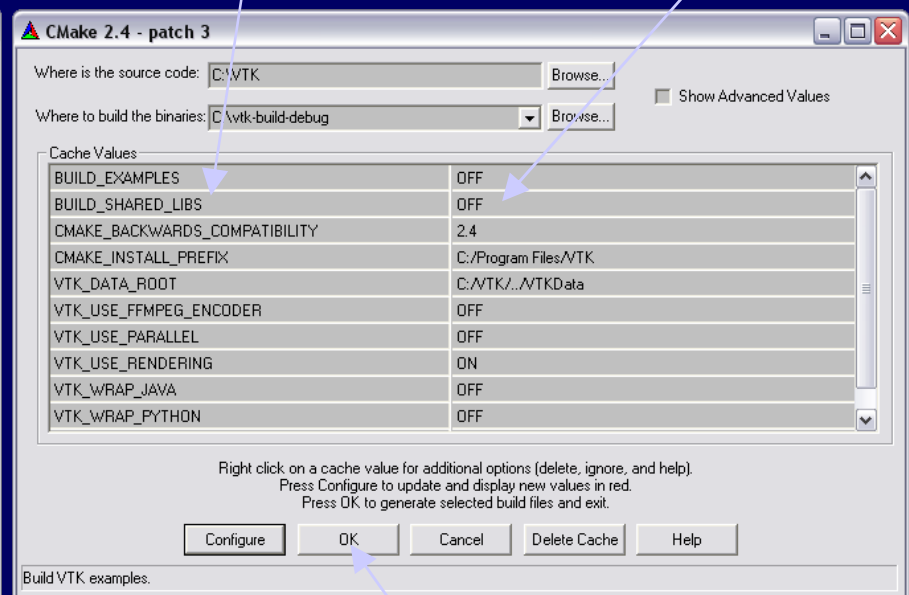 CMake 2.4 - patch 3
Where is the source code: C:\VTK Browse...
Show Advanced Values
Where to build the binaries: C:\vtk-build-debug Browse...
Cache Values
BUILD_EXAMPLES OFF
BUILD_SHARED_LIBS OFF
CMAKE_BACKWARDS_COMPATIBILITY 2.4
CMAKE_INSTALL_PREFIX C:/Program Files/VTK
VTK_DATA_ROOT C:/VTK/../VTKData
VTK_USE_FFMPEG_ENCODER OFF
VTK_USE_PARALLEL OFF
VTK_USE_RENDERING ON
VTK_WRAP_JAVA OFF
VTK_WRAP_PYTHON OFF
Right click on a cache value for additional options (delete, ignore, and help).
Press Configure to update and display new values in red.
Press OK to generate selected build files and exit.
Configure OK Cancel Delete Cache Help
Build VTK examples.